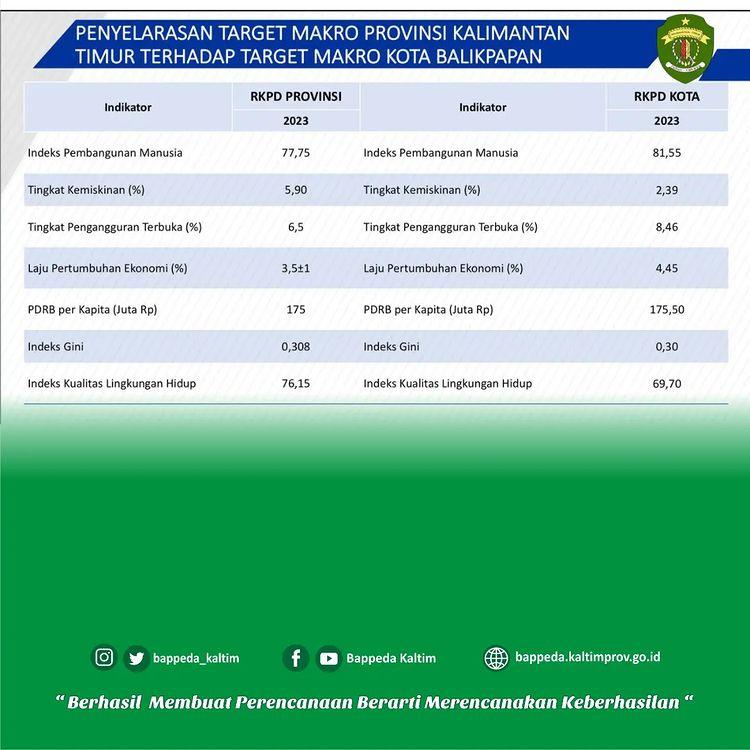 PENYELARASAN TARGET MAKRO PROVINSI KALIMANTAN
TIMUR TERHADAP TARGET MAKRO KOTA BALIKPAPAN
Indikator RKPD PROVINSI Indikator RKPD KOTA
2023 2023
Indeks Pembangunan Manusia 77,75 Indeks Pembangunan Manusia 81,55
Tingkat Kemiskinan (%) 5,90 Tingkat Kemiskinan (%) 2,39
Tingkat Pengangguran Terbuka (%) 6,5 Tingkat Pengangguran Terbuka (%) 8,46
Laju Pertumbuhan Ekonomi (%) 3,5±1 Laju Pertumbuhan Ekonomi (%) 4,45
PDRB per Kapita (Juta Rp) 175 PDRB per Kapita (Juta Rp) 175,50
Indeks Gini 0,308 Indeks Gini 0,30
Indeks Kualitas Lingkungan Hidup 76,15 Indeks Kualitas Lingkungan Hidup 69,70
bappeda_kaltim Bappeda Kaltim bappeda.kaltimprov.go.id
“ Berhasil Membuat Perencanaan Berarti Merencanakan Keberhasilan “